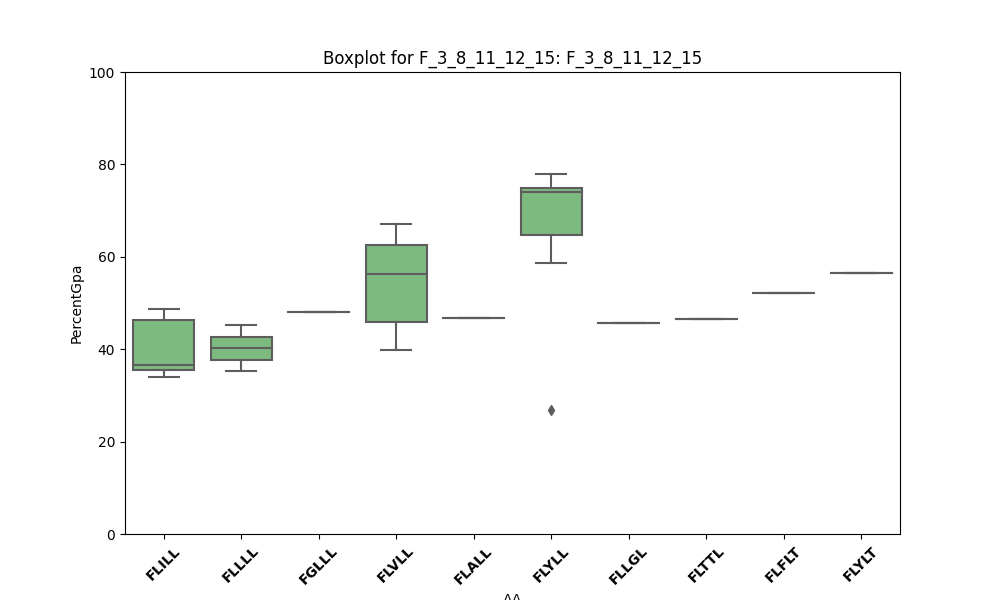 Boxplot for F_3_8_11_12_15: F_3_8_11_12_15
100
80
60
40
20
0
PercentGpa
FLILL
FLLLL
FGLLL
FLVLL
FLALL
FLYLL
FLLGL
FLTTL
FLFLT
FLYLT
AA